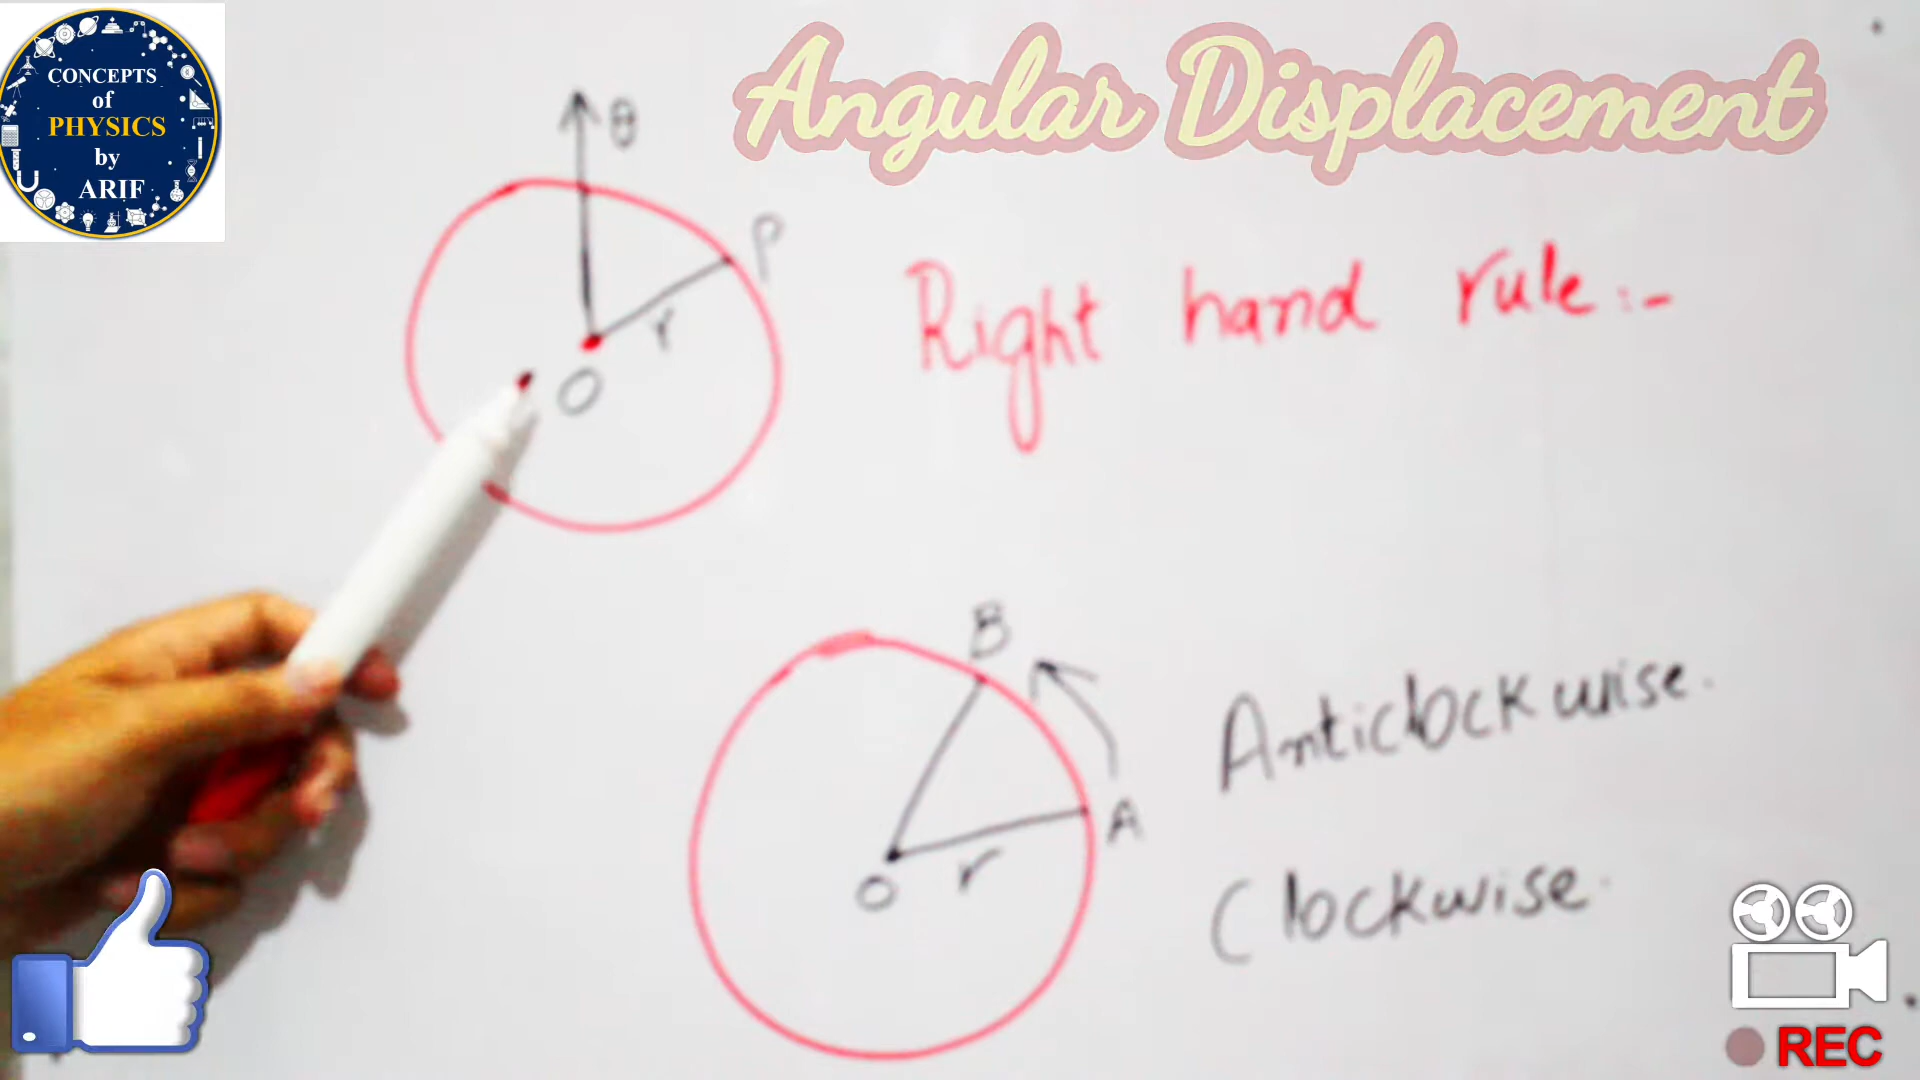 CONCEPTS
of
PHYSICS
by
ARIF
Angular Displacement
θ
P
r
O
Right hand rule:-
B
A
O
r
Anticlockwise.
Clockwise.
REC